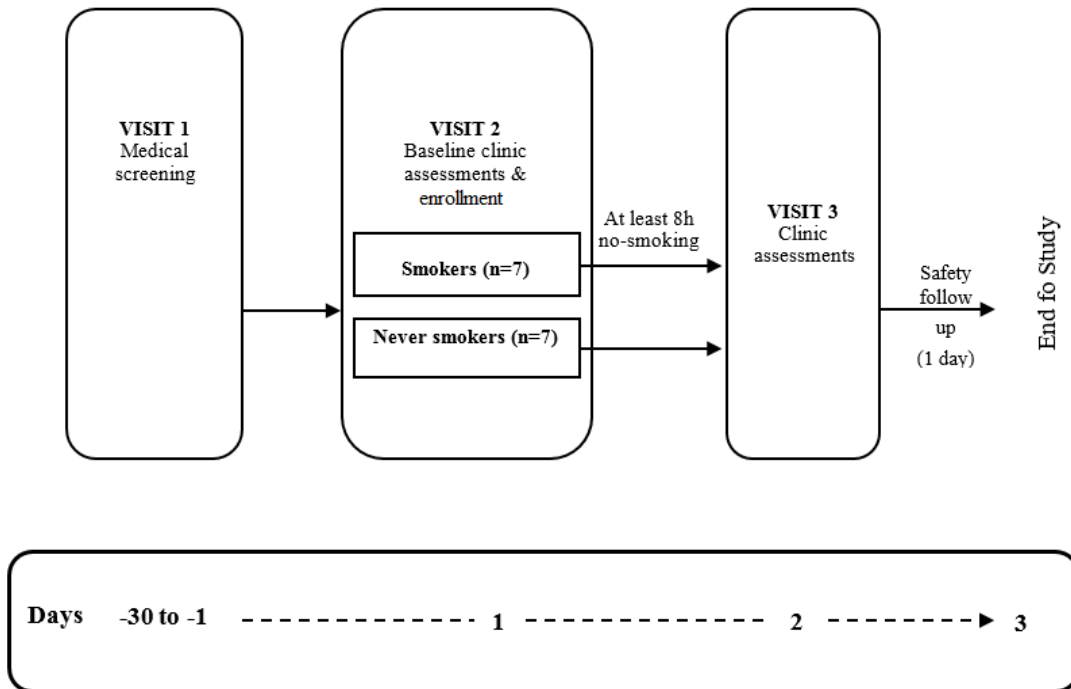 VISIT 1
Medical
screening
VISIT 2
Baseline clinic
assessments &
enrollment
Smokers (n=7)
Never smokers (n=7)
At least 8h
no-smoking
VISIT 3
Clinic
assessments
Safety
follow
up
(1 day)
End fo Study
Days -30 to -1 1 2 3